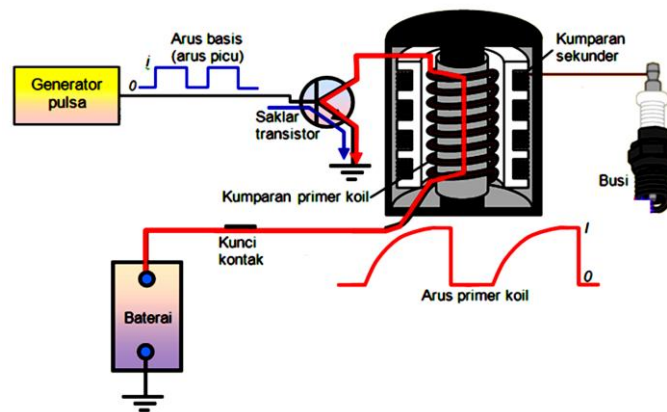 Arus basis
(arus picu)
Generator
pulsa
i
0
Saklar
transistor
Kumparan
sekunder
Kumparan primer koil
Busi
Kunci
kontak
I
0
Arus primer koil
Baterai